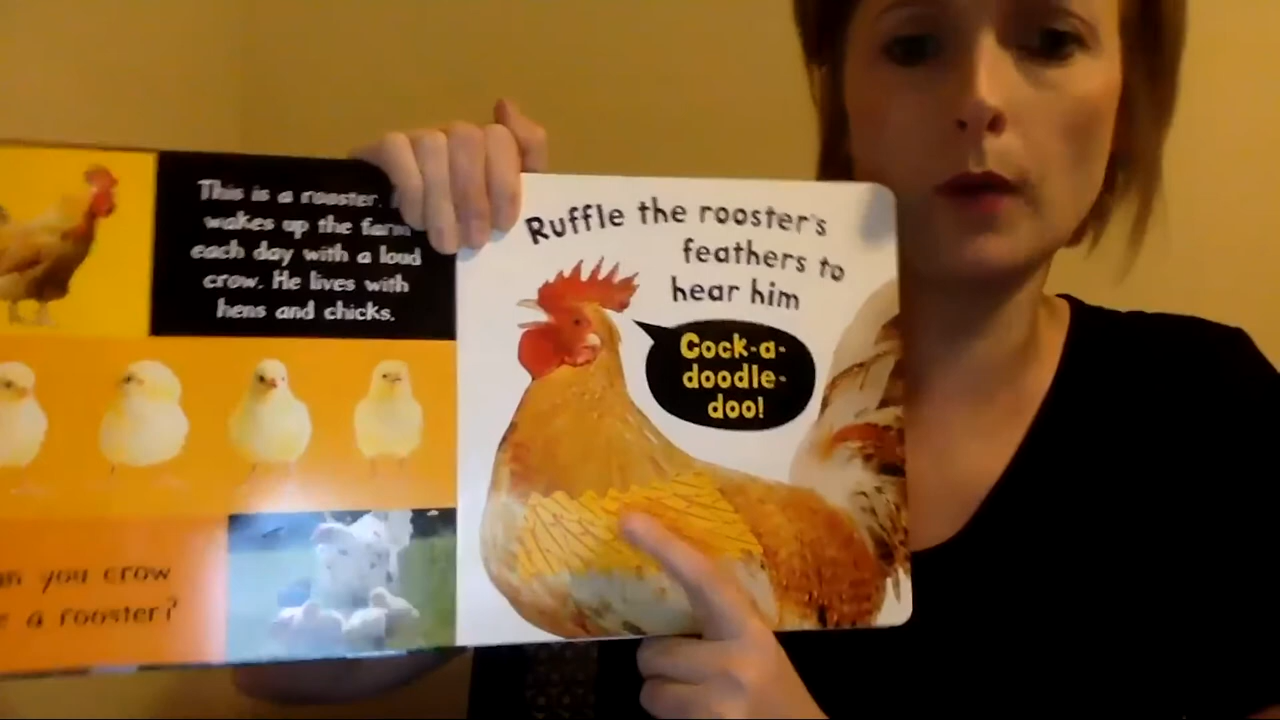 This is a rooster.
wakes up the farm
each day with a loud
crow. He lives with
hens and chicks.
you crow
a rooster?
Ruffle the rooster's
feathers to
hear him
Cock-a-
doodle-
doo!